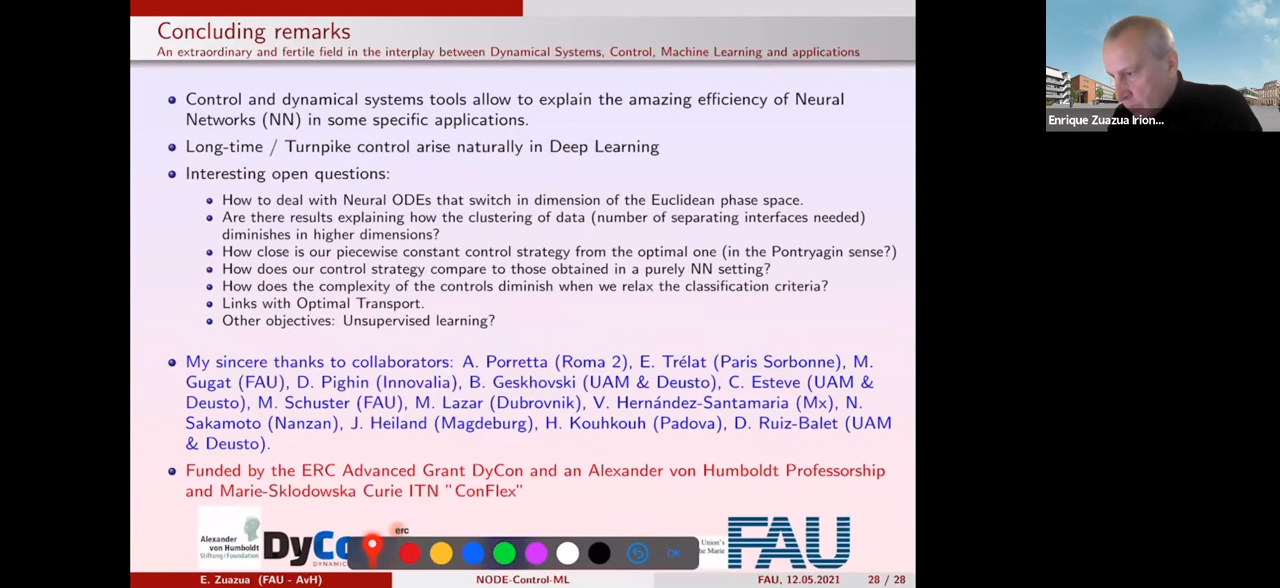 Concluding remarks
An extraordinary and fertile field in the interplay between Dynamical Systems, Control, Machine Learning and applications
Control and dynamical systems tools allow to explain the amazing efficiency of Neural
Networks (NN) in some specific applications.
Long-time / Turnpike control arise naturally in Deep Learning
Interesting open questions:
How to deal with Neural ODEs that switch in dimension of the Euclidean phase space.
Are there results explaining how the clustering of data (number of separating interfaces needed)
diminishes in higher dimensions?
How close is our piecewise constant control strategy from the optimal one (in the Pontryagin sense?)
How does our control strategy compare to those obtained in a purely NN setting?
How does the complexity of the controls diminish when we relax the classification criteria?
Links with Optimal Transport.
Other objectives: Unsupervised learning?
My sincere thanks to collaborators: A. Porretta (Roma 2), E. Trélat (Paris Sorbonne), M.
Gugat (FAU), D. Pighin (Innovalia), B. Geskhovski (UAM & Deusto), C. Esteve (UAM &
Deusto), M. Schuster (FAU), M. Lazar (Dubrovnik), V. Hernández-Santamaria (Mx), N.
Sakamoto (Nanzan), J. Heiland (Magdeburg), H. Kouhkouh (Padova), D. Ruiz-Balet (UAM
& Deusto).
Funded by the ERC Advanced Grant DyCon and an Alexander von Humboldt Professorship
and Marie-Sklodowska Curie ITN "ConFlex"
Alexander
von Humboldt
Stiftung/Foundation
DyCo
DYNAMIC
erc
OK
Union's
he Marie
FAU
E. Zuazua (FAU - AvH)
NODE-Control-ML
FAU, 12.05.2021
28 / 28
Enrique Zuazua Irion...